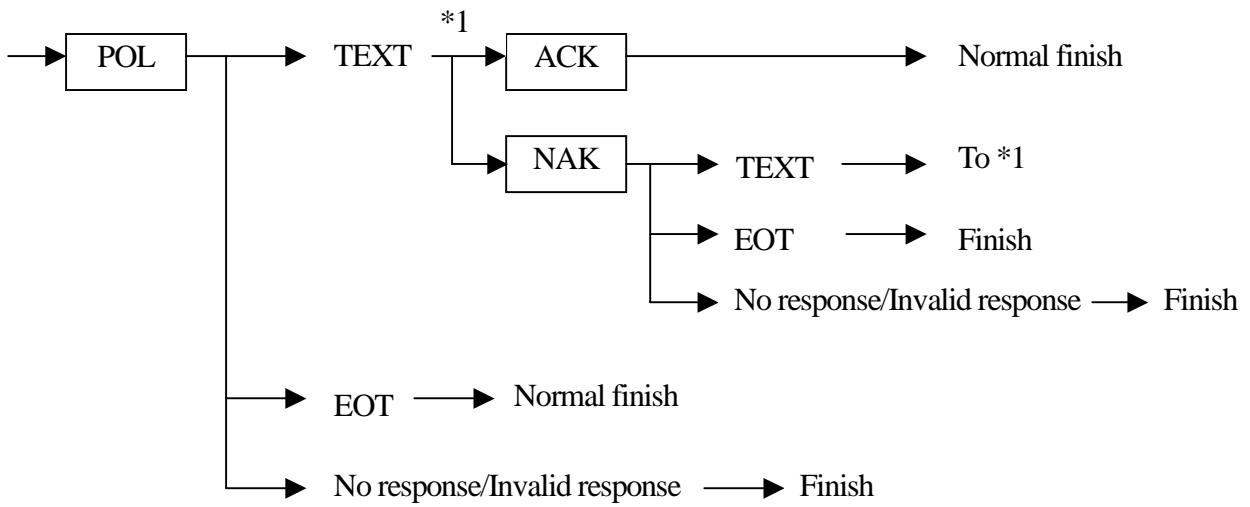 *1
POL TEXT ACK Normal finish
NAK TEXT To *1
EOT Finish
No response/Invalid response Finish
EOT Normal finish
No response/Invalid response Finish